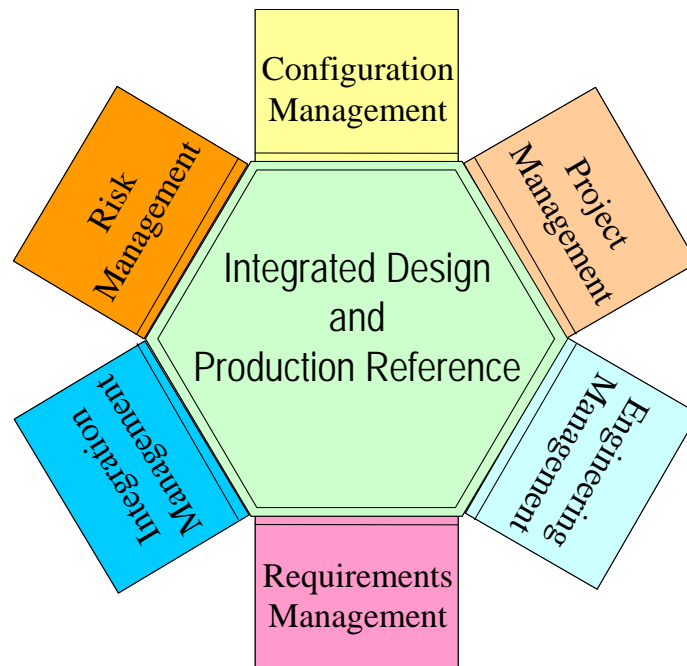 Configuration
Management
Project
Management
Engineering
Management
Requirements
Management
Integration
Management
Risk
Management
Integrated Design
and
Production Reference